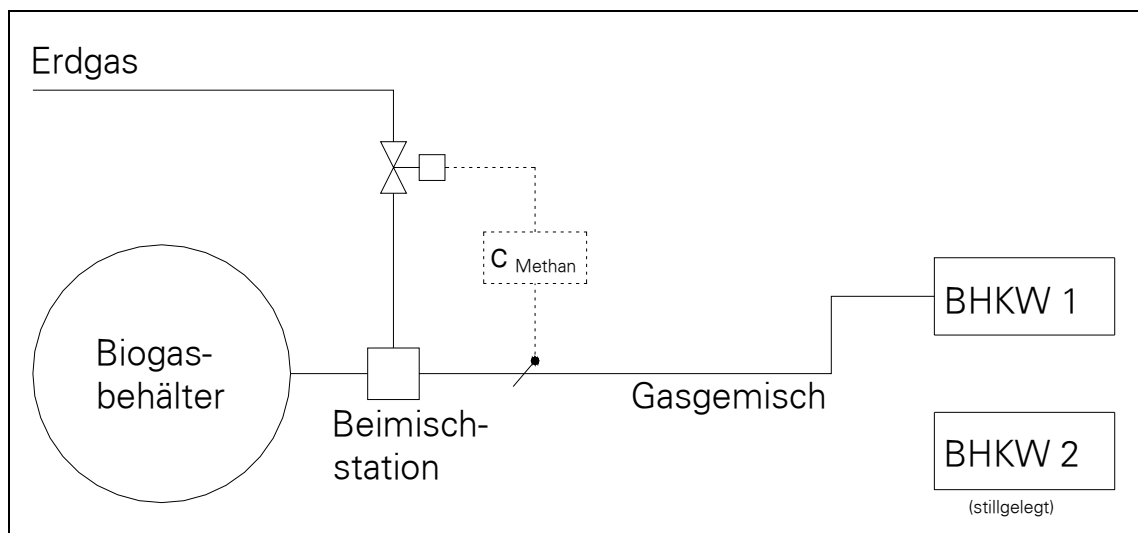 Erdgas
C Methan
BHKW 1
Biogas-
behälter
Gasgemisch
Beimisch-
station
BHKW 2
(stillgelegt)